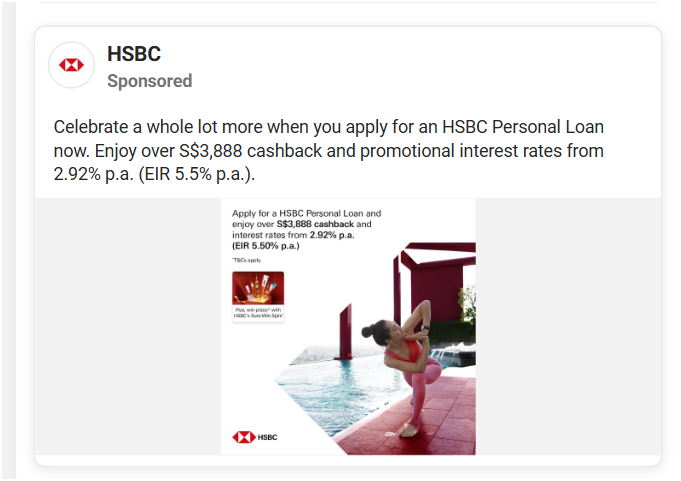 HSBC
Sponsored
Celebrate a whole lot more when you apply for an HSBC Personal Loan
now. Enjoy over S$3,888 cashback and promotional interest rates from
2.92% p.a. (EIR 5.5% p.a.).
Apply for a HSBC Personal Loan and
enjoy over S$3,888 cashback and
interest rates from 2.92% p.a.
(EIR 5.50% p.a.)
*T&Cs apply
Plus, win prizes* with
HSBC's Sure-Win Spin!
HSBC